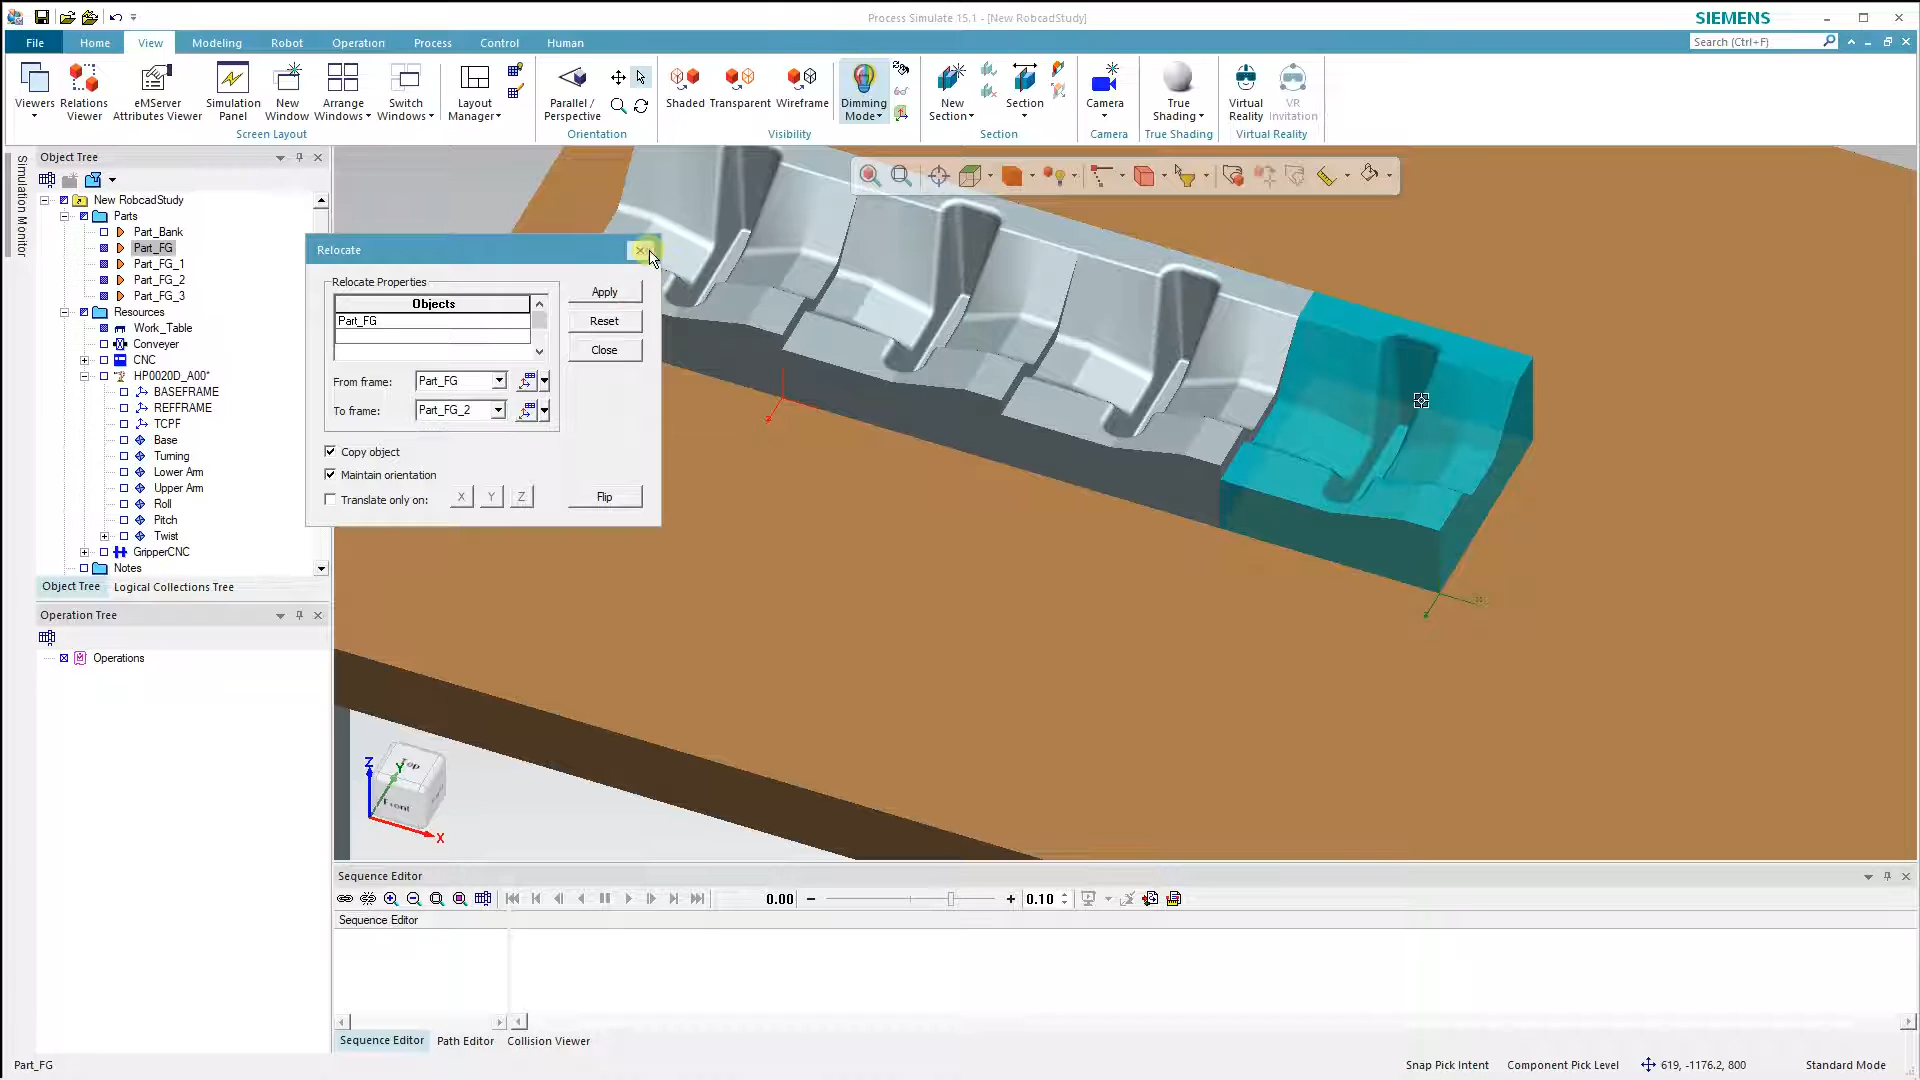 Process Simulate 15.1 - [New RobcadStudy]
SIEMENS
File Home View Modeling Robot Operation Process Control Human
Search (Ctrl+F)
Viewers
Relations Viewer
eMServer Attributes Viewer
Simulation Panel
New Window
Arrange Windows
Switch Windows
Layout Manager
Parallel / Perspective
Shaded
Transparent
Wireframe
Dimming Mode
New Section
Section
Camera
True Shading
Virtual Reality
VR Invitation
Screen Layout
Orientation
Visibility
Section
Camera
True Shading
Virtual Reality
Simulation Monitor
Object Tree
New RobcadStudy
Parts
Part_Bank
Part_FG
Part_FG_1
Part_FG_2
Part_FG_3
Resources
Work_Table
Conveyer
CNC
HP0020D_A00*
BASEFRAME
REFFRAME
TCPF
Base
Turning
Lower Arm
Upper Arm
Roll
Pitch
Twist
GripperCNC
Notes
Object Tree Logical Collections Tree
Operation Tree
Operations
Relocate
Relocate Properties
Objects
Part_FG
Apply
Reset
Close
From frame: Part_FG
To frame: Part_FG_2
Copy object
Maintain orientation
Translate only on: X Y Z
Flip
Top
Front
Z
Y
X
Sequence Editor
0.00
0.10
Sequence Editor
Sequence Editor Path Editor Collision Viewer
Part_FG
Snap Pick Intent Component Pick Level 619, -1176.2, 800 Standard Mode